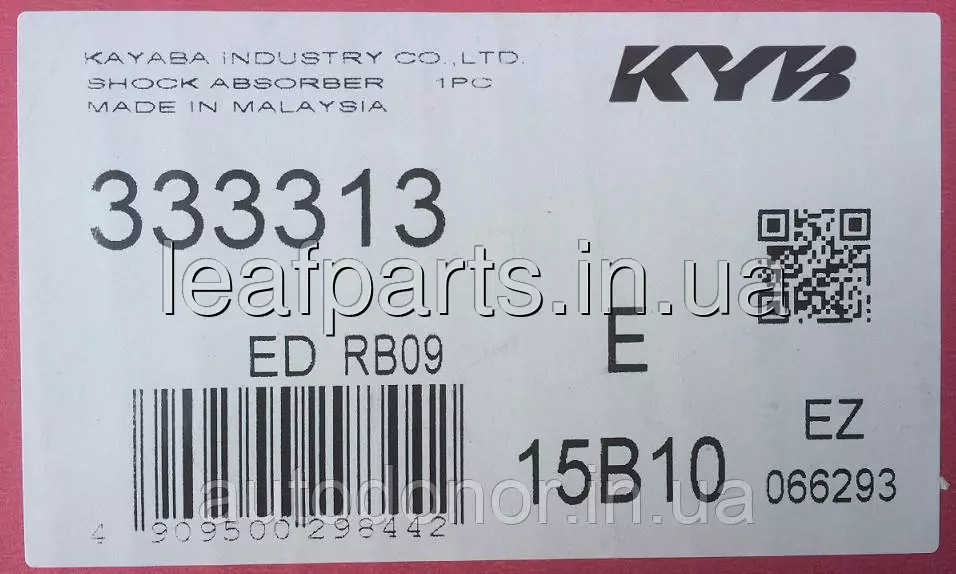 KAYABA INDUSTRY CO.,LTD.
SHOCK ABSORBER 1PC
MADE IN MALAYSIA
KYB
333313
leafparts.in.ua
ED RB09
E
15B10
EZ
066293
autodonor.in.ua
4 909500 298442